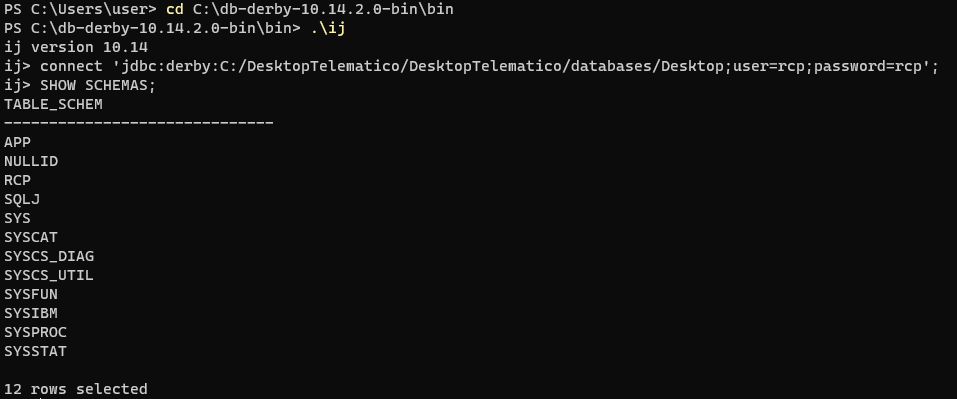 PS C:\Users\user> cd C:\db-derby-10.14.2.0-bin\bin
PS C:\db-derby-10.14.2.0-bin\bin> .\ij
ij version 10.14
ij> connect 'jdbc:derby:C:/DesktopTelematico/DesktopTelematico/databases/Desktop;user=rcp;password=rcp';
ij> SHOW SCHEMAS;
TABLE_SCHEM
------------------------------
APP
NULLID
RCP
SQLJ
SYS
SYSCAT
SYSCS_DIAG
SYSCS_UTIL
SYSFUN
SYSIBM
SYSPROC
SYSSTAT
12 rows selected